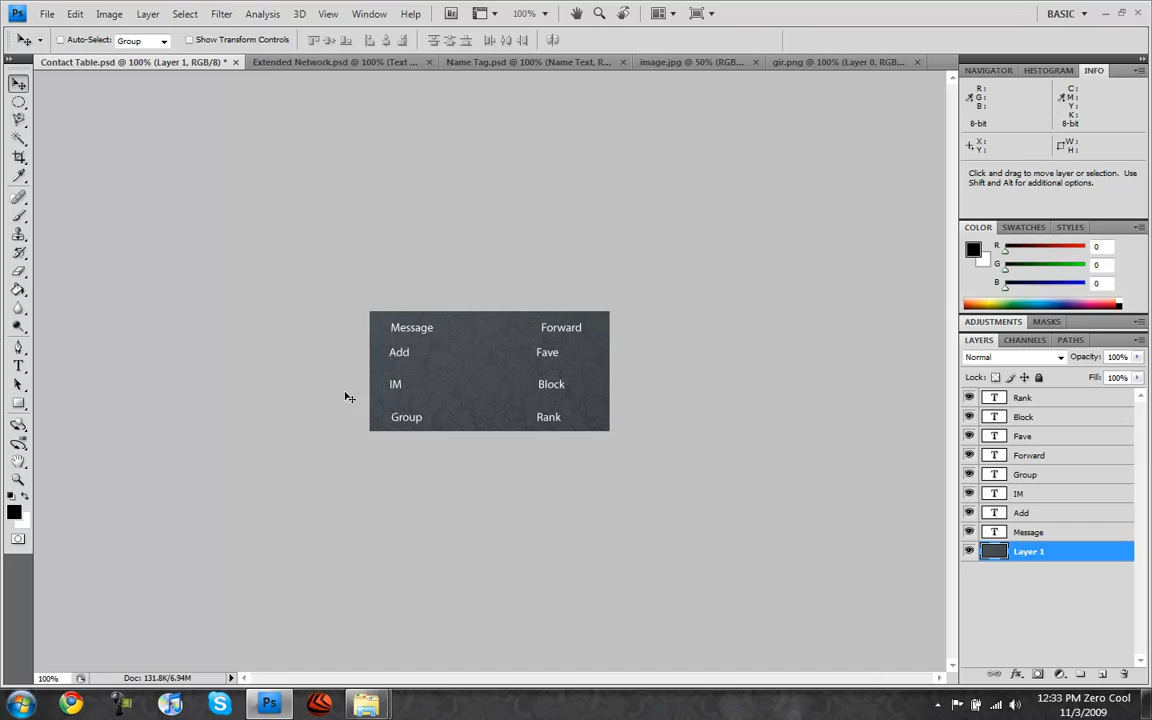 Ps File Edit Image Layer Select Filter Analysis 3D View Window Help Br 100% BASIC
Auto-Select: Group Show Transform Controls
Contact Table.psd @ 100% (Layer 1, RGB/8) * Extended Network.psd @ 100% (Text ... Name Tag.psd @ 100% (Name Text, R... image.jpg @ 50% (RGB... gir.png @ 100% (Layer 0, RGB...
NAVIGATOR HISTOGRAM INFO
R: C:
G: M:
B: Y:
K:
8-bit 8-bit
X: W:
Y: H:
Click and drag to move layer or selection. Use
Shift and Alt for additional options.
COLOR SWATCHES STYLES
R 0
G 0
B 0
ADJUSTMENTS MASKS
LAYERS CHANNELS PATHS
Normal Opacity: 100%
Lock: Fill: 100%
T Rank
T Block
T Fave
T Forward
T Group
T IM
T Add
T Message
Layer 1
Message Forward
Add Fave
IM Block
Group Rank
100% Doc: 131.8K/6.94M
Ps
12:33 PM Zero Cool
11/3/2009